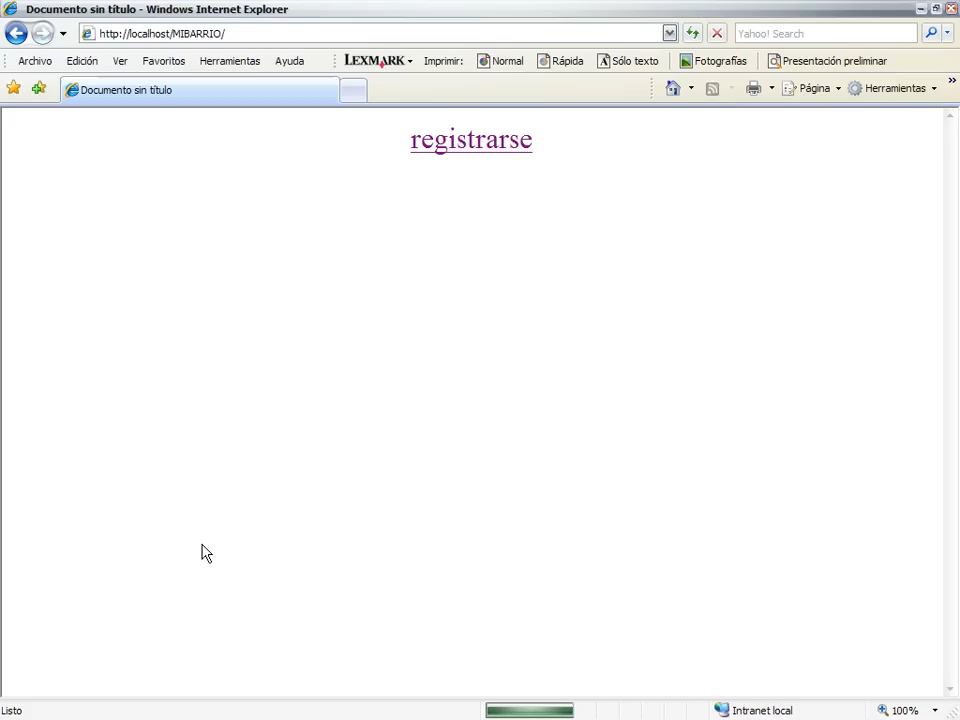 Documento sin título - Windows Internet Explorer
http://localhost/MIBARRIO/
Yahoo! Search
Archivo Edición Ver Favoritos Herramientas Ayuda LEXMARK Imprimir: Normal Rápida Sólo texto Fotografías Presentación preliminar
Documento sin título Página Herramientas
registrarse
Listo Intranet local 100%